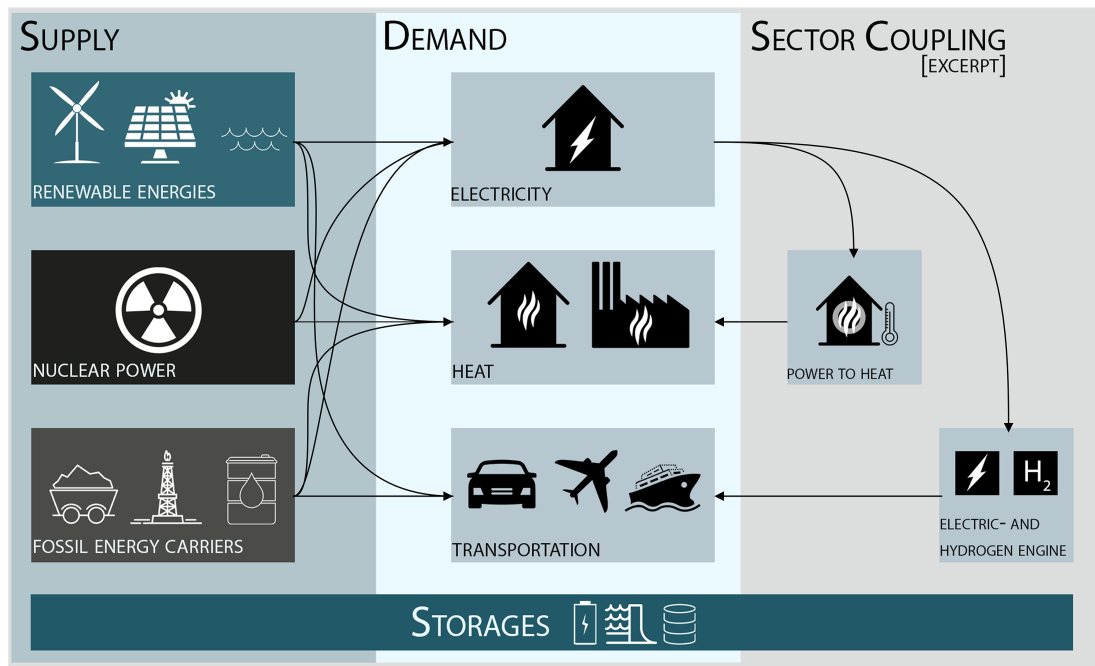 SUPPLY
DEMAND
SECTOR COUPLING
[EXCERPT]
RENEWABLE ENERGIES
ELECTRICITY
NUCLEAR POWER
HEAT
POWER TO HEAT
FOSSIL ENERGY CARRIERS
TRANSPORTATION
H2
ELECTRIC- AND
HYDROGEN ENGINE
STORAGES